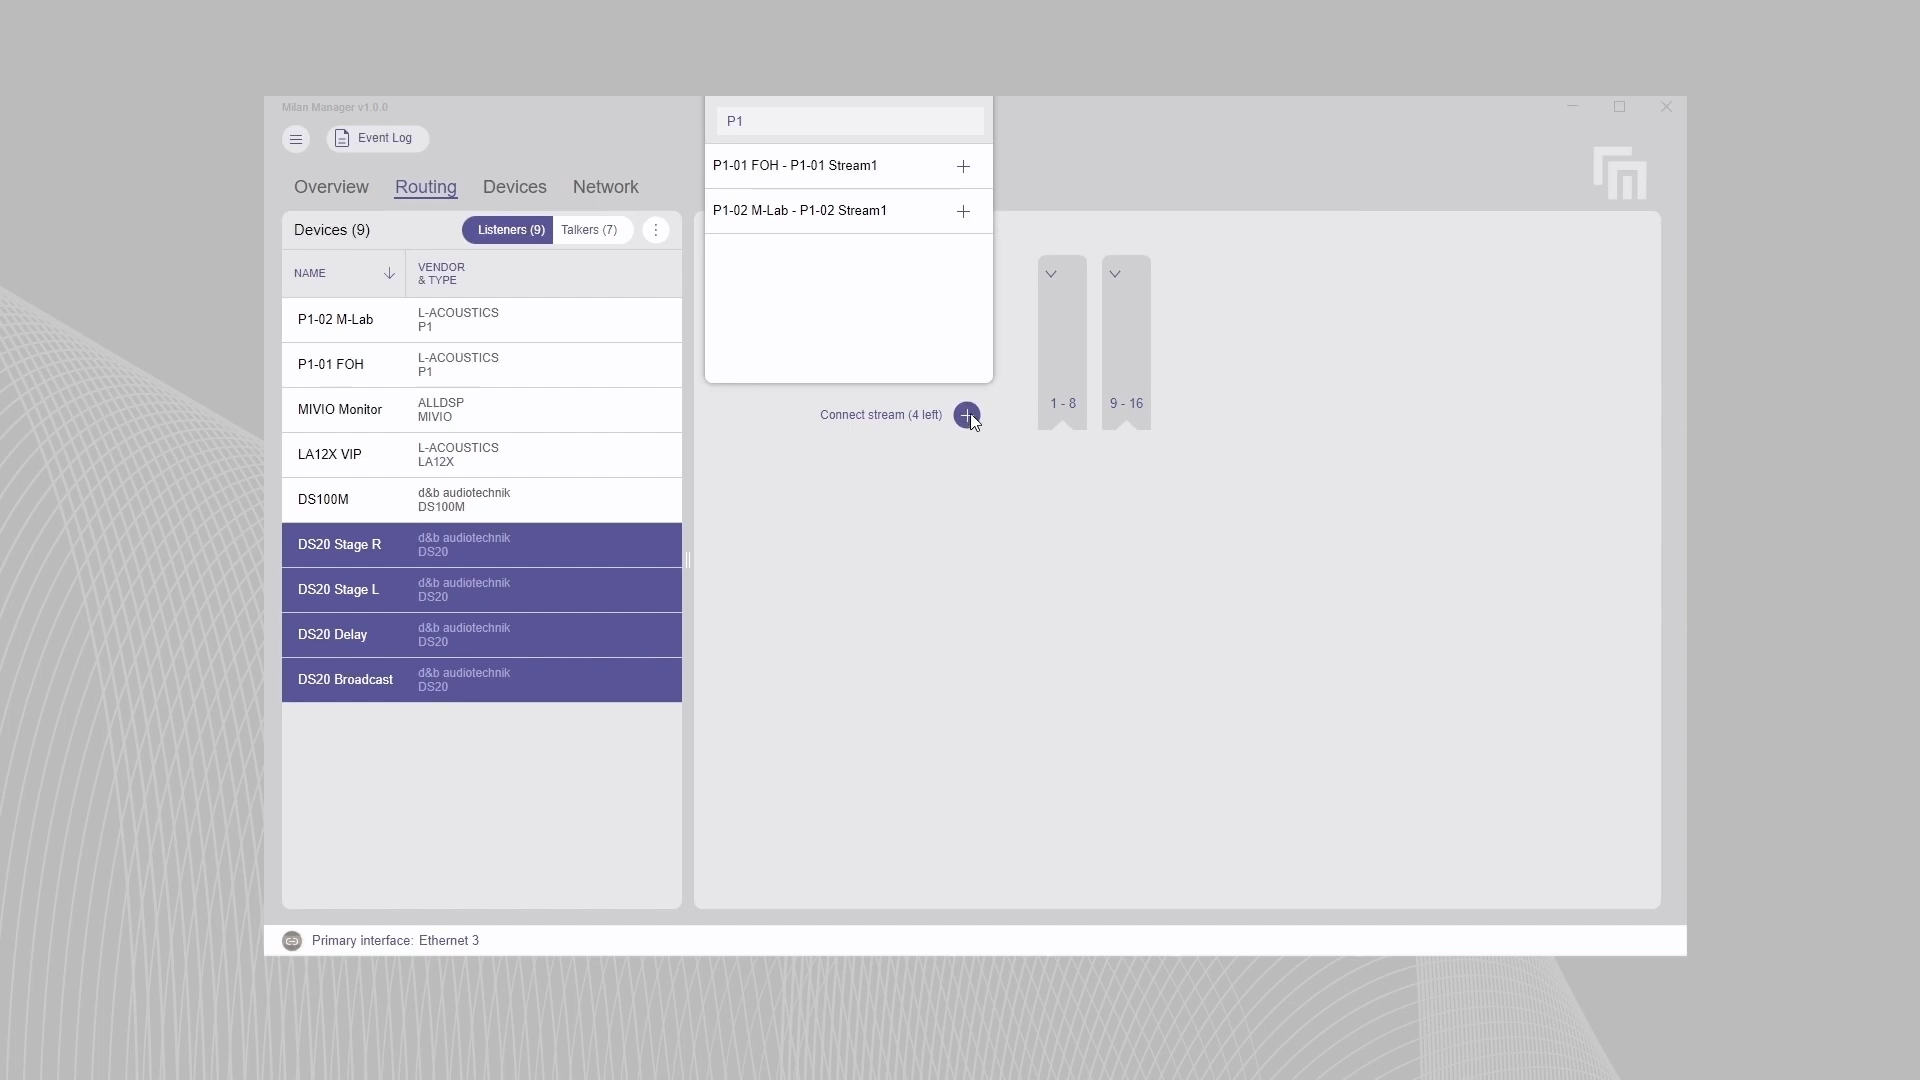 Milan Manager v1.0.0
Event Log
Overview
Routing
Devices
Network
Devices (9)
Listeners (9)
Talkers (7)
NAME
VENDOR
& TYPE
P1-02 M-Lab
L-ACOUSTICS
P1
P1-01 FOH
L-ACOUSTICS
P1
MIVIO Monitor
ALLDSP
MIVIO
LA12X VIP
L-ACOUSTICS
LA12X
DS100M
d&b audiotechnik
DS100M
DS20 Stage R
d&b audiotechnik
DS20
DS20 Stage L
d&b audiotechnik
DS20
DS20 Delay
d&b audiotechnik
DS20
DS20 Broadcast
d&b audiotechnik
DS20
P1
P1-01 FOH - P1-01 Stream1
P1-02 M-Lab - P1-02 Stream1
Connect stream (4 left)
1 - 8
9 - 16
Primary interface: Ethernet 3